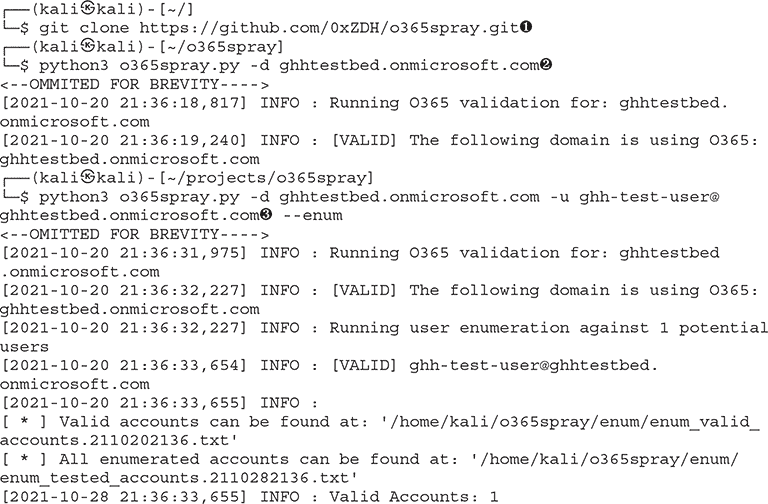 ┌──(kali㉿kali)-[~/]
└─$ git clone https://github.com/0xZDH/o365spray.git❶
┌──(kali㉿kali)-[~/o365spray]
└─$ python3 o365spray.py -d ghhtestbed.onmicrosoft.com❷
<--OMMITED FOR BREVITY---->
[2021-10-20 21:36:18,817] INFO : Running O365 validation for: ghhtestbed.
onmicrosoft.com
[2021-10-20 21:36:19,240] INFO : [VALID] The following domain is using O365:
ghhtestbed.onmicrosoft.com
┌──(kali㉿kali)-[~/projects/o365spray]
└─$ python3 o365spray.py -d ghhtestbed.onmicrosoft.com -u ghh-test-user@
ghhtestbed.onmicrosoft.com❸ --enum
<--OMITTED FOR BREVITY---->
[2021-10-20 21:36:31,975] INFO : Running O365 validation for: ghhtestbed
.onmicrosoft.com
[2021-10-20 21:36:32,227] INFO : [VALID] The following domain is using O365:
ghhtestbed.onmicrosoft.com
[2021-10-20 21:36:32,227] INFO : Running user enumeration against 1 potential
users
[2021-10-20 21:36:33,654] INFO : [VALID] ghh-test-user@ghhtestbed.
onmicrosoft.com
[2021-10-20 21:36:33,655] INFO :
[ * ] Valid accounts can be found at: '/home/kali/o365spray/enum/enum_valid_
accounts.2110202136.txt'
[ * ] All enumerated accounts can be found at: '/home/kali/o365spray/enum/
enum_tested_accounts.2110282136.txt'
[2021-10-28 21:36:33,655] INFO : Valid Accounts: 1